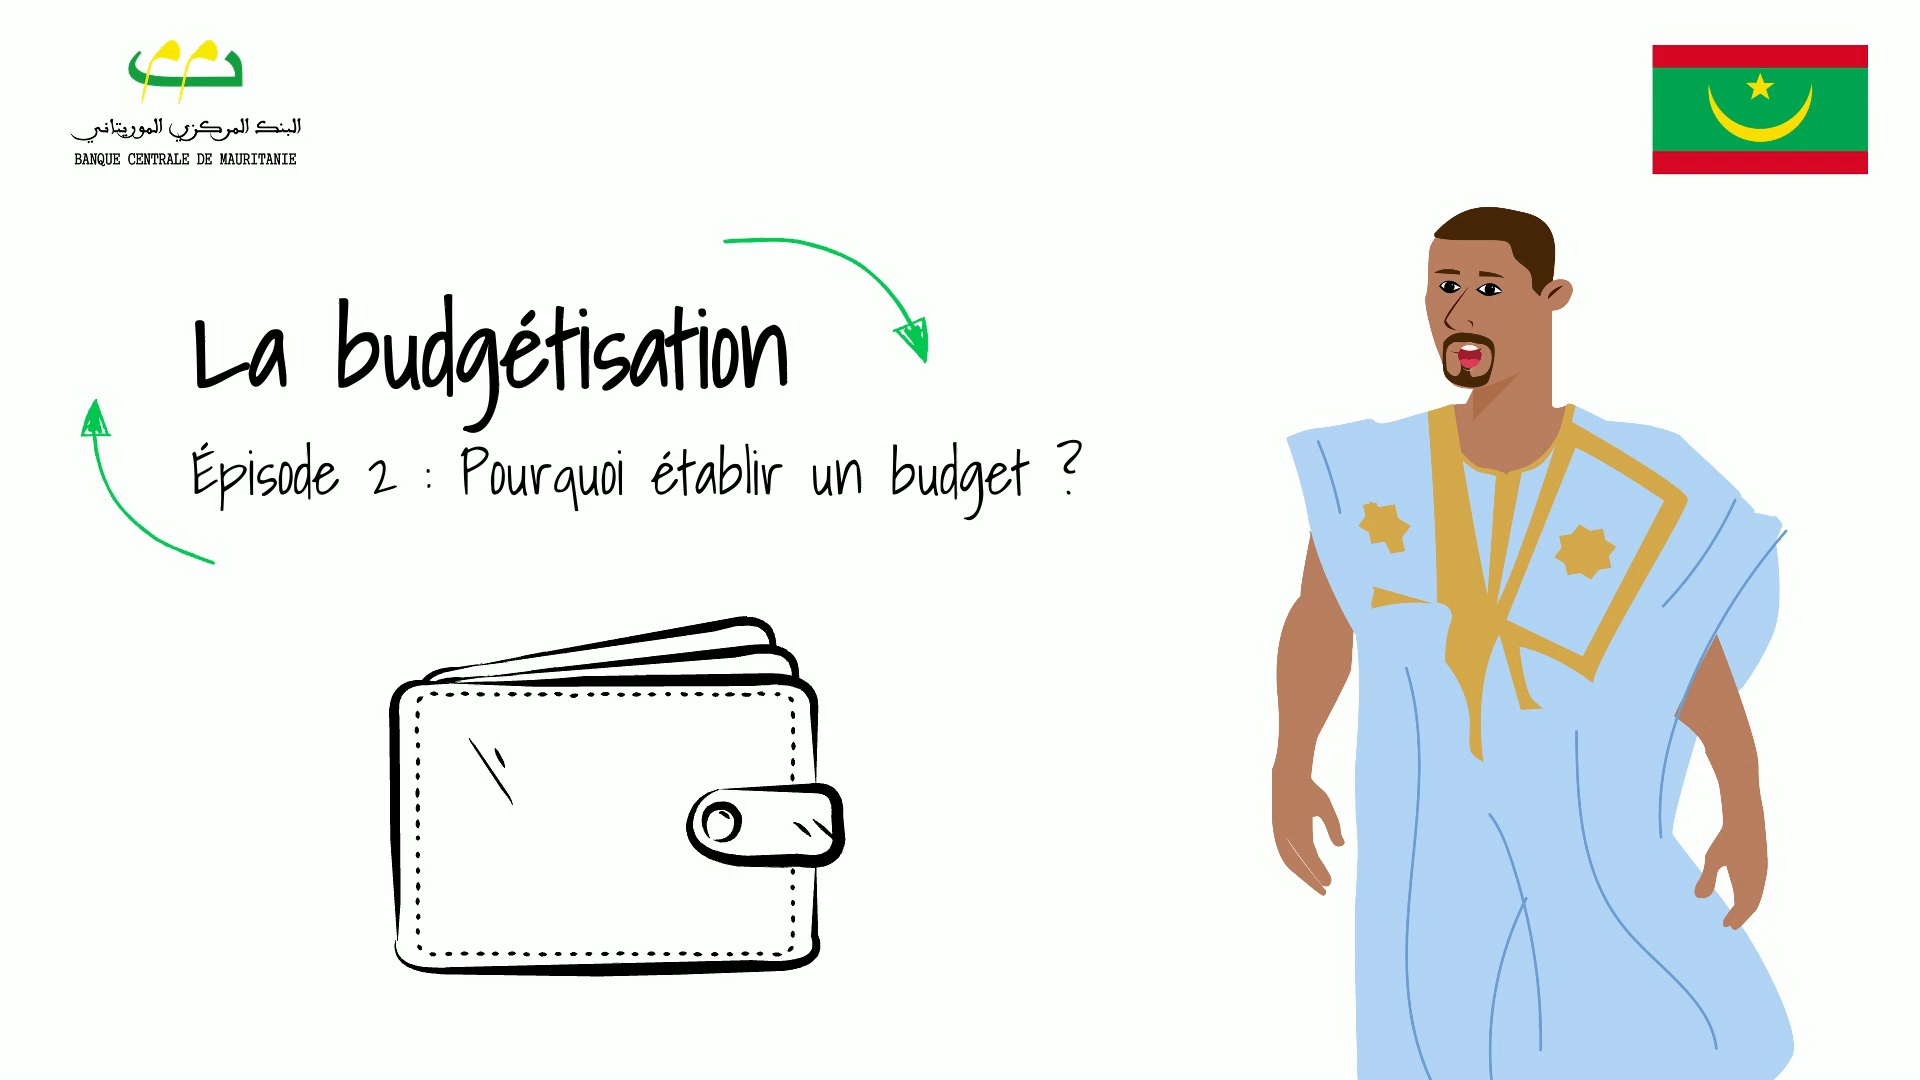 البنك المركزي الموريتاني
BANQUE CENTRALE DE MAURITANIE
La budgétisation
Épisode 2 : Pourquoi établir un budget ?